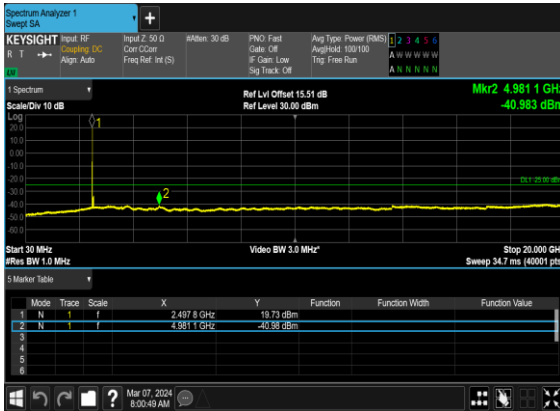 Spectrum Analyzer 1
Swept SA
+
KEYSIGHT Input: RF Input Z: 50 Ω #Atten: 30 dB PNO: Fast Avg Type: Power (RMS) 1 2 3 4 5 6
R T Coupling: DC Corr CCorr Gate: Off Avg|Hold: 100/100 A W W W W W
Align: Auto Freq Ref: Int (S) IF Gain: Low Trig: Free Run
Sig Track: Off A N N N N N
1 Spectrum
Ref Lvl Offset 15.51 dB Mkr2 4.981 1 GHz
Scale/Div 10 dB Ref Level 30.00 dBm -40.983 dBm
Log
1
20.0
10.0
0.00
-10.0
-20.0
DL1 -25.00 dBm
-30.0
2
-40.0
-50.0
-60.0
Start 30 MHz Video BW 3.0 MHz* Stop 20.000 GHz
#Res BW 1.0 MHz Sweep 34.7 ms (40001 pts)
5 Marker Table
Mode Trace Scale X Y Function Function Width Function Value
1 N 1 f 2.497 8 GHz 19.73 dBm
2 N 1 f 4.981 1 GHz -40.98 dBm
3
4
5
6
? Mar 07, 2024
8:00:49 AM